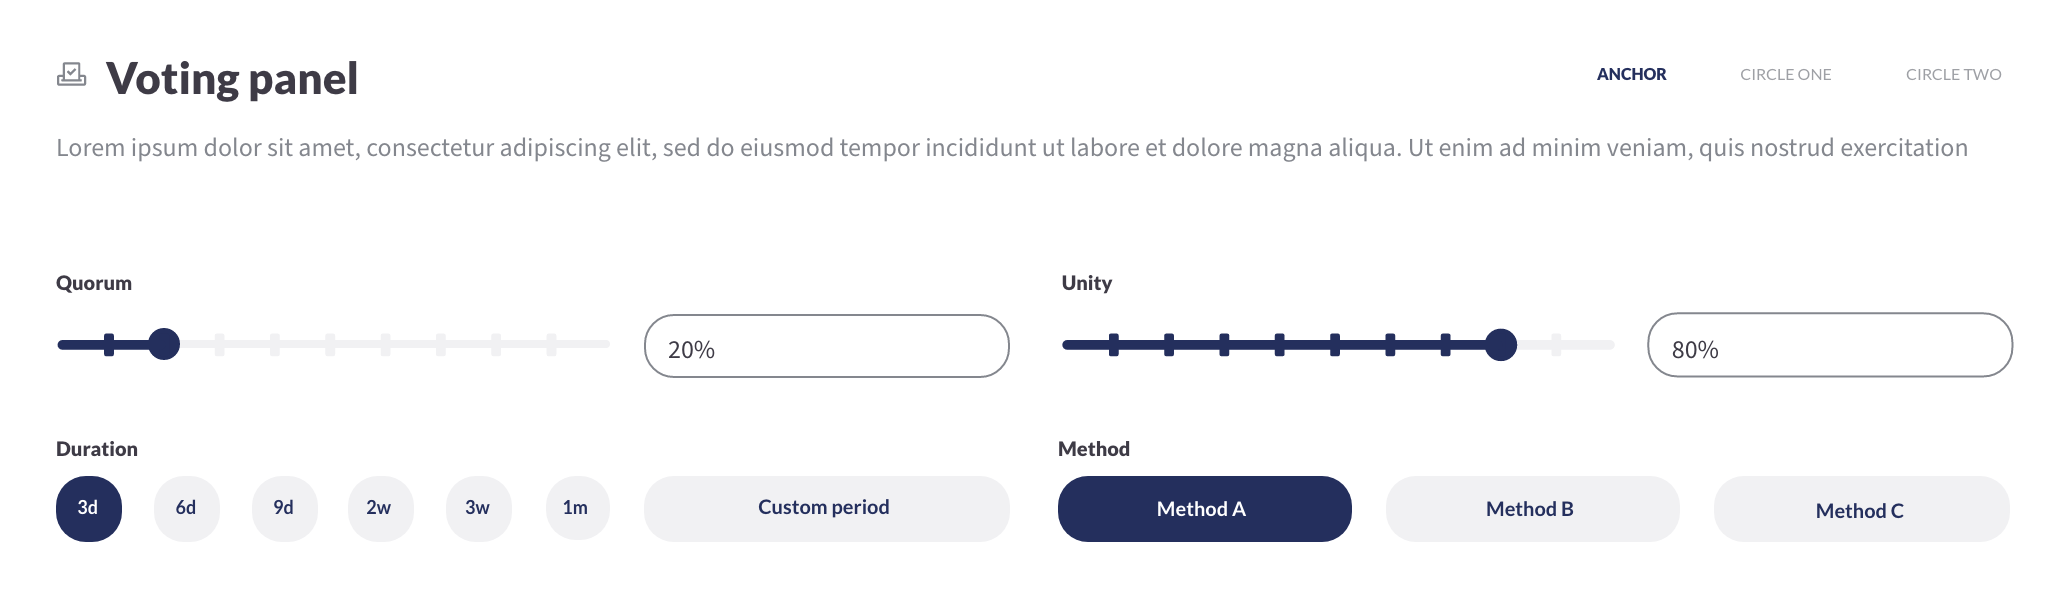 Voting panel
ANCHOR
CIRCLE ONE
CIRCLE TWO
Lorem ipsum dolor sit amet, consectetur adipiscing elit, sed do eiusmod tempor incididunt ut labore et dolore magna aliqua. Ut enim ad minim veniam, quis nostrud exercitation
Quorum
20%
Unity
80%
Duration
3d
6d
9d
2w
3w
1m
Custom period
Method
Method A
Method B
Method C